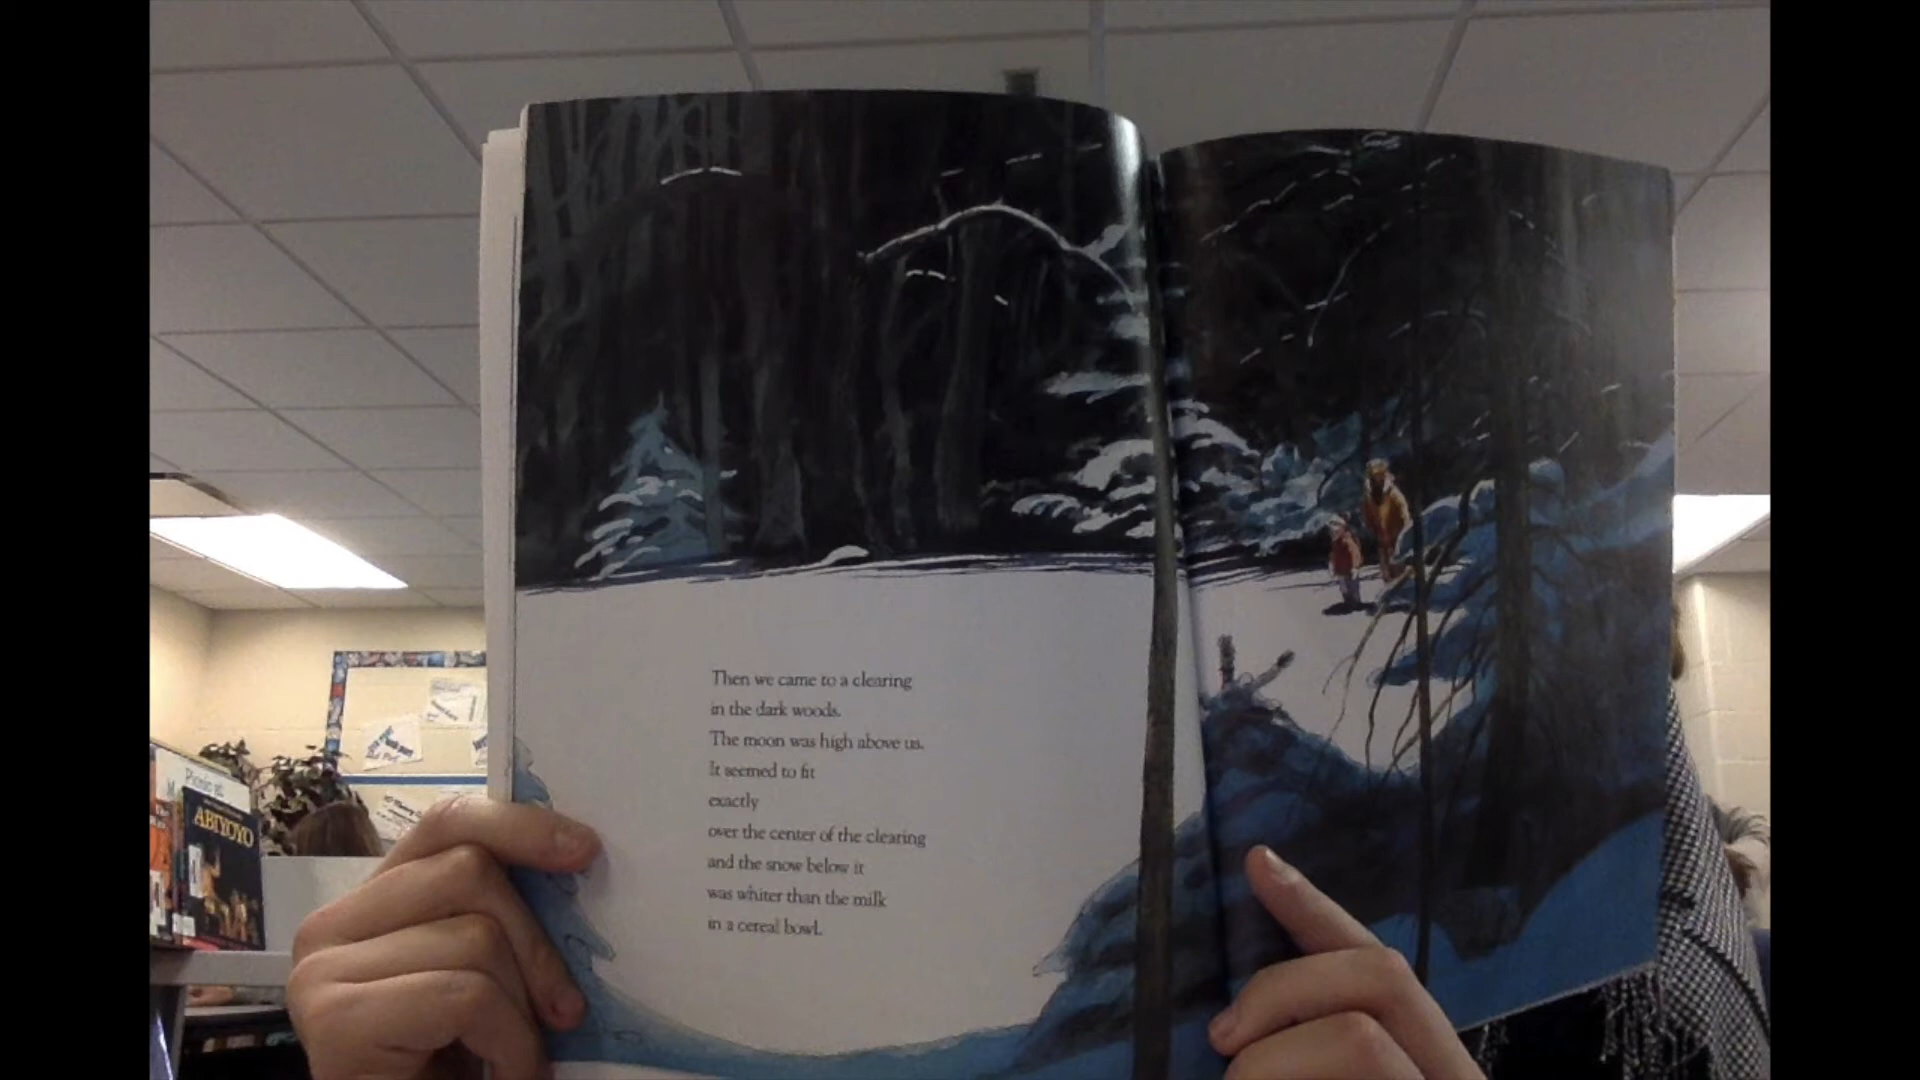 Then we came to a clearing
in the dark woods.
The moon was high above us.
It seemed to fit
exactly
over the center of the clearing
and the snow below it
was whiter than the milk
in a cereal bowl.
ABIYOYO